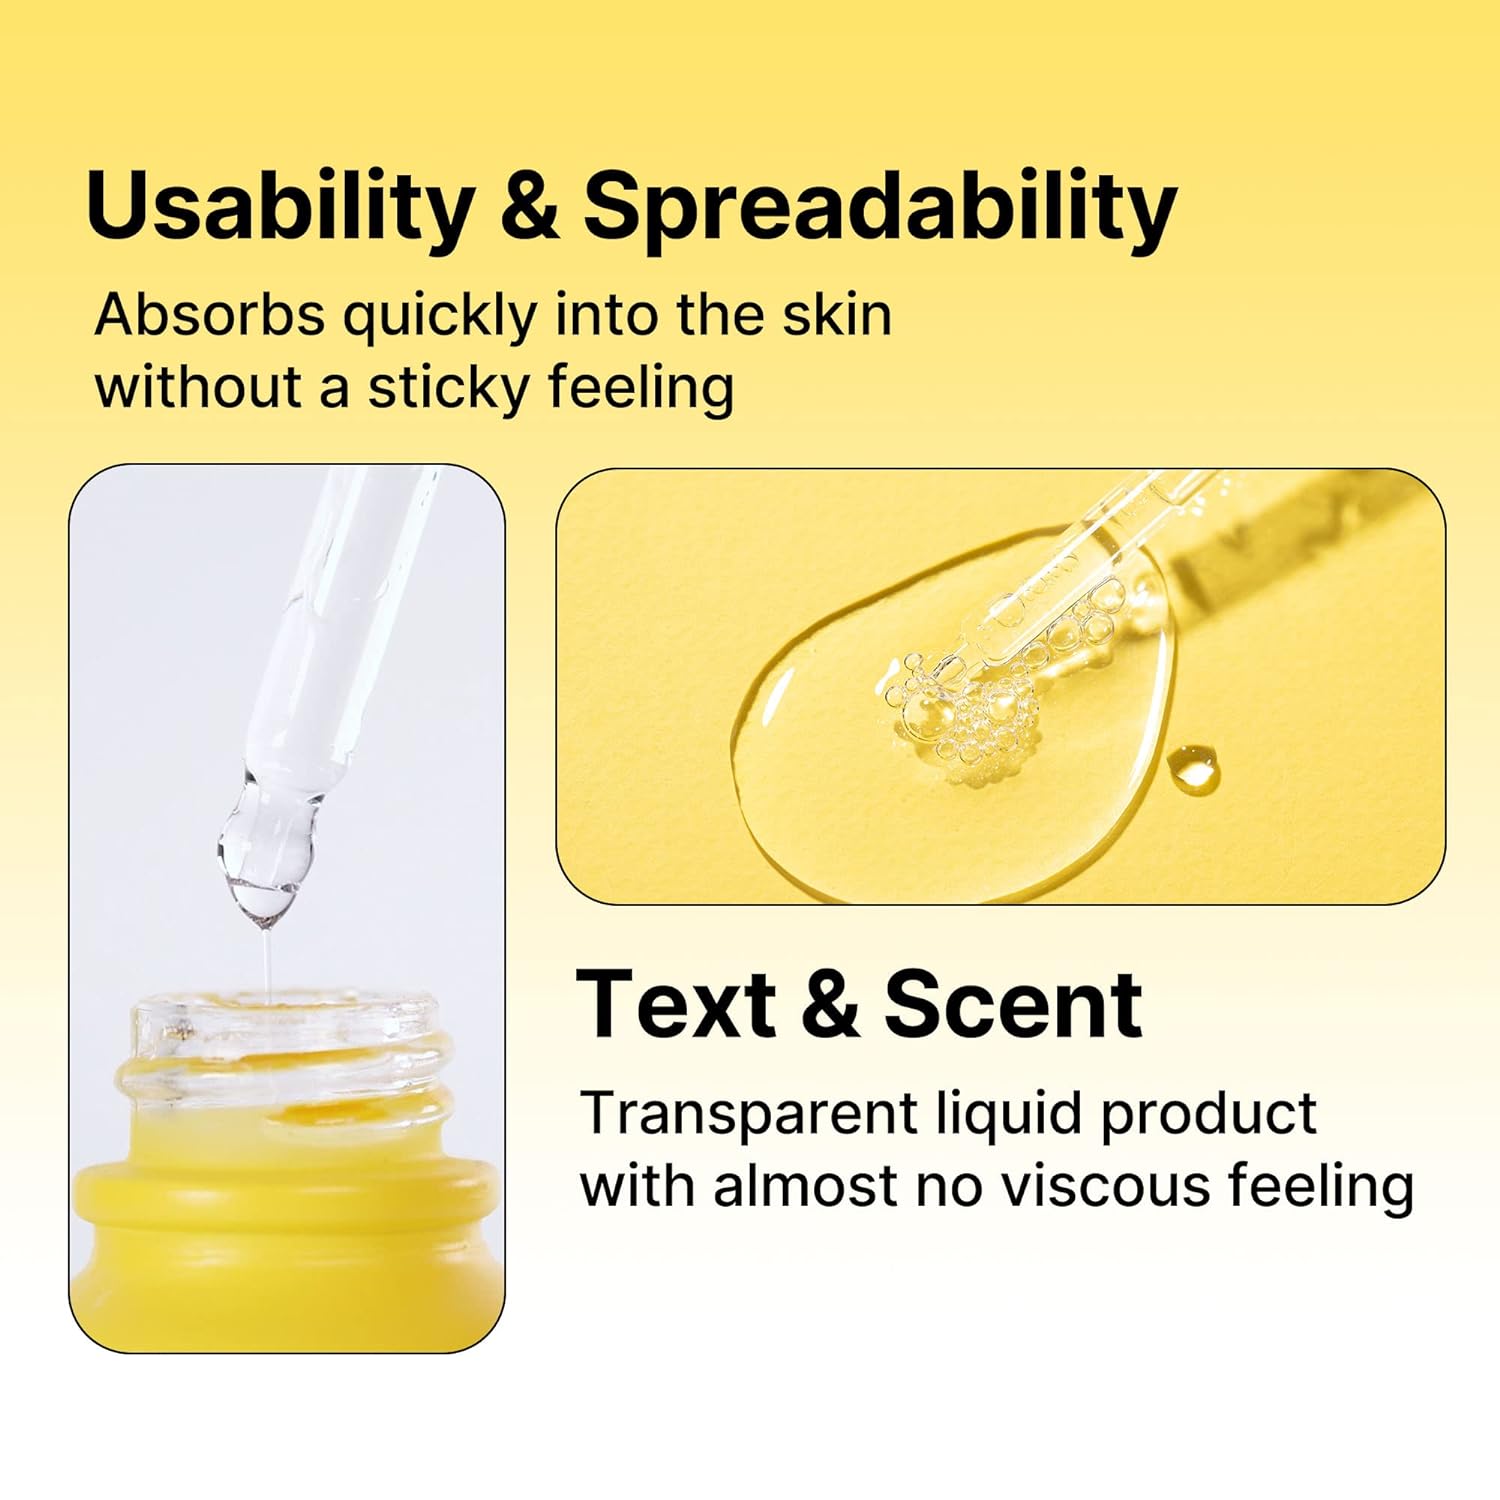 Usability & Spreadability
Absorbs quickly into the skin
without a sticky feeling
Text & Scent
Transparent liquid product
with almost no viscous feeling